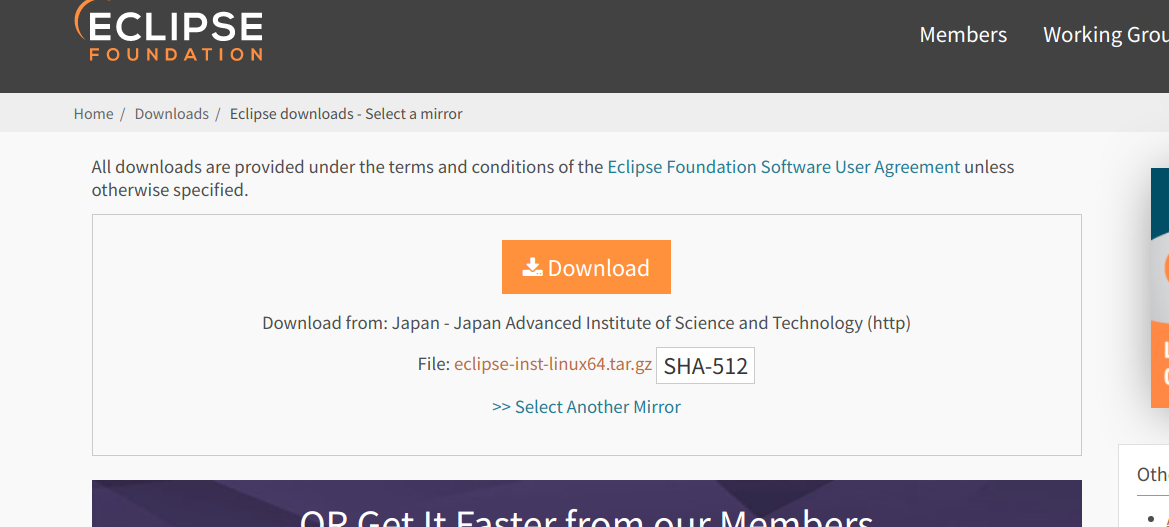 ECLIPSE
FOUNDATION
Members
Home / Downloads / Eclipse downloads - Select a mirror
All downloads are provided under the terms and conditions of the Eclipse Foundation Software User Agreement unless
otherwise specified.
Download
Download from: Japan - Japan Advanced Institute of Science and Technology (http)
File: eclipse-inst-linux64.tar.gz SHA-512
>> Select Another Mirror
OR Get It Faster from our Members
Working Grou
Oth